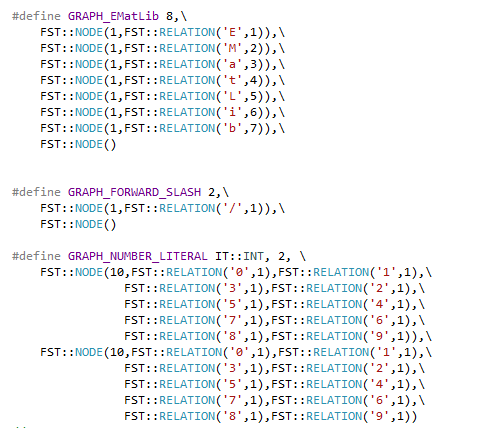 #define GRAPH_EMatLib 8,\
    FST::NODE(1,FST::RELATION('E',1)),\
    FST::NODE(1,FST::RELATION('M',2)),\
    FST::NODE(1,FST::RELATION('a',3)),\
    FST::NODE(1,FST::RELATION('t',4)),\
    FST::NODE(1,FST::RELATION('L',5)),\
    FST::NODE(1,FST::RELATION('i',6)),\
    FST::NODE(1,FST::RELATION('b',7)),\
    FST::NODE()
#define GRAPH_FORWARD_SLASH 2,\
    FST::NODE(1,FST::RELATION('/',1)),\
    FST::NODE()
#define GRAPH_NUMBER_LITERAL IT::INT, 2, \
    FST::NODE(10,FST::RELATION('0',1),FST::RELATION('1',1),\
                FST::RELATION('3',1),FST::RELATION('2',1),\
                FST::RELATION('5',1),FST::RELATION('4',1),\
                FST::RELATION('7',1),FST::RELATION('6',1),\
                FST::RELATION('8',1),FST::RELATION('9',1)),\
    FST::NODE(10,FST::RELATION('0',1),FST::RELATION('1',1),\
                FST::RELATION('3',1),FST::RELATION('2',1),\
                FST::RELATION('5',1),FST::RELATION('4',1),\
                FST::RELATION('7',1),FST::RELATION('6',1),\
                FST::RELATION('8',1),FST::RELATION('9',1))